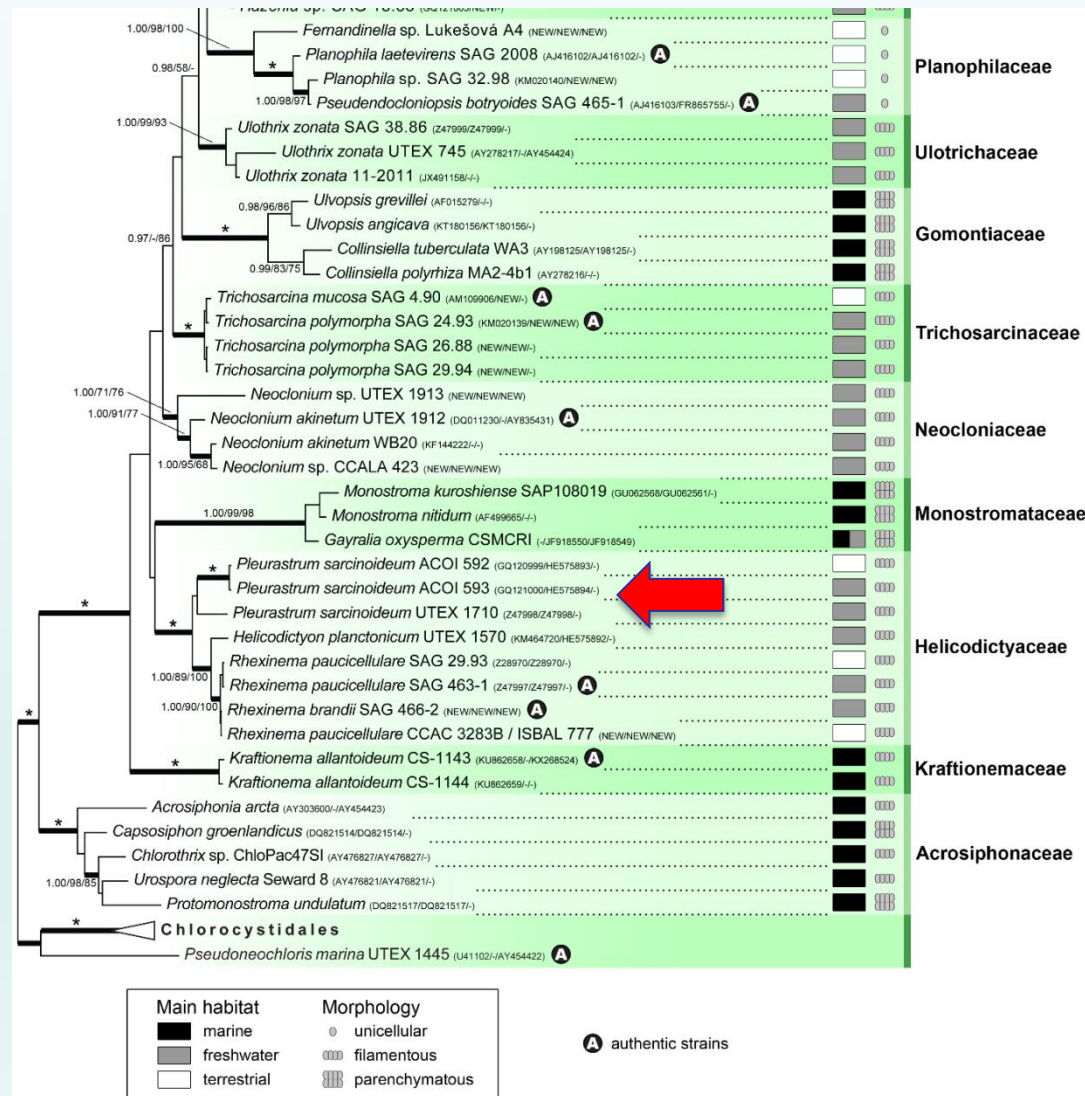 1.00/98/100
Fernandinella sp. Lukešová A4 (NEW/NEW/NEW)
Planophila laetevirens SAG 2008 (AJ416102/AJ416102/-) A
0.98/58/-
Planophila sp. SAG 32.98 (KM020140/NEW/NEW)
Planophilaceae
1.00/98/97
Pseudendocloniopsis botryoides SAG 465-1 (AJ416103/FR865755/-) A
1.00/99/93
Ulothrix zonata SAG 38.86 (Z47999/Z47999/-)
Ulothrix zonata UTEX 745 (AY278217/-/AY454424)
Ulotrichaceae
Ulothrix zonata 11-2011 (JX491158/-/-)
0.98/96/86
Ulvopsis grevillei (AF015279/-/-)
Ulvopsis angicava (KT180156/KT180156/-)
Gomontiaceae
0.97/-/86
*
Collinsiella tuberculata WA3 (AY198125/AY198125/-)
0.99/83/75
Collinsiella polyrhiza MA2-4b1 (AY278216/-/-)
Trichosarcina mucosa SAG 4.90 (AM109906/NEW/-) A
*
Trichosarcina polymorpha SAG 24.93 (KM020139/NEW/NEW) A
Trichosarcinaceae
Trichosarcina polymorpha SAG 26.88 (NEW/NEW/-)
Trichosarcina polymorpha SAG 29.94 (NEW/NEW/-)
1.00/71/76
Neoclonium sp. UTEX 1913 (NEW/NEW/NEW)
1.00/91/77
Neoclonium akinetum UTEX 1912 (DQ011230/-/AY835431) A
Neocloniaceae
Neoclonium akinetum WB20 (KF144222/-/-)
1.00/95/68
Neoclonium sp. CCALA 423 (NEW/NEW/NEW)
Monostroma kuroshiense SAP108019 (GU062568/GU062561/-)
1.00/99/98
Monostroma nitidum (AF499665/-/-)
Monostromataceae
Gayralia oxysperma CSMCRI (-/JF918550/JF918549)
Pleurastrum sarcinoideum ACOI 592 (GQ120999/HE575893/-)
*
Pleurastrum sarcinoideum ACOI 593 (GQ121000/HE575894/-)
*
Pleurastrum sarcinoideum UTEX 1710 (Z47998/Z47998/-)
*
Helicodictyon planctonicum UTEX 1570 (KM464720/HE575892/-)
Helicodictyaceae
Rhexinema paucicellulare SAG 29.93 (Z28970/Z28970/-)
1.00/89/100
Rhexinema paucicellulare SAG 463-1 (Z47997/Z47997/-) A
1.00/90/100
Rhexinema brandii SAG 466-2 (NEW/NEW/NEW) A
*
Rhexinema paucicellulare CCAC 3283B / ISBAL 777 (NEW/NEW/NEW)
*
Kraftionema allantoideum CS-1143 (KU862658/-/KX268524) A
Kraftionemaceae
Kraftionema allantoideum CS-1144 (KU862659/-/-)
Acrosiphonia arcta (AY303600/-/AY454423)
*
Capsosiphon groenlandicus (DQ821514/DQ821514/-)
Chlorothrix sp. ChloPac47SI (AY476827/AY476827/-)
Acrosiphonaceae
1.00/98/85
Urospora neglecta Seward 8 (AY476821/AY476821/-)
Protomonostroma undulatum (DQ821517/DQ821517/-)
*
Chlorocystidales
Pseudoneochloris marina UTEX 1445 (U41102/-/AY454422) A
Main habitat
marine
freshwater
terrestrial
Morphology
unicellular
filamentous
parenchymatous
A authentic strains